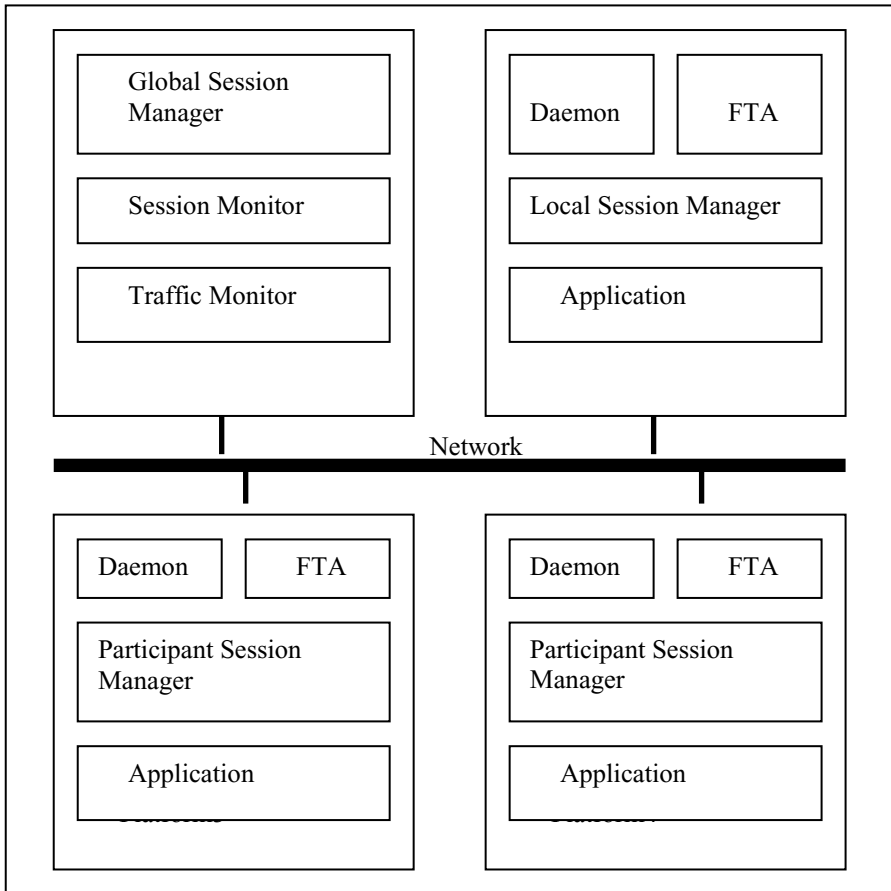 Global Session
Manager
Session Monitor
Traffic Monitor
Daemon
FTA
Local Session Manager
Application
Network
Daemon
FTA
Participant Session
Manager
Application
Daemon
FTA
Participant Session
Manager
Application